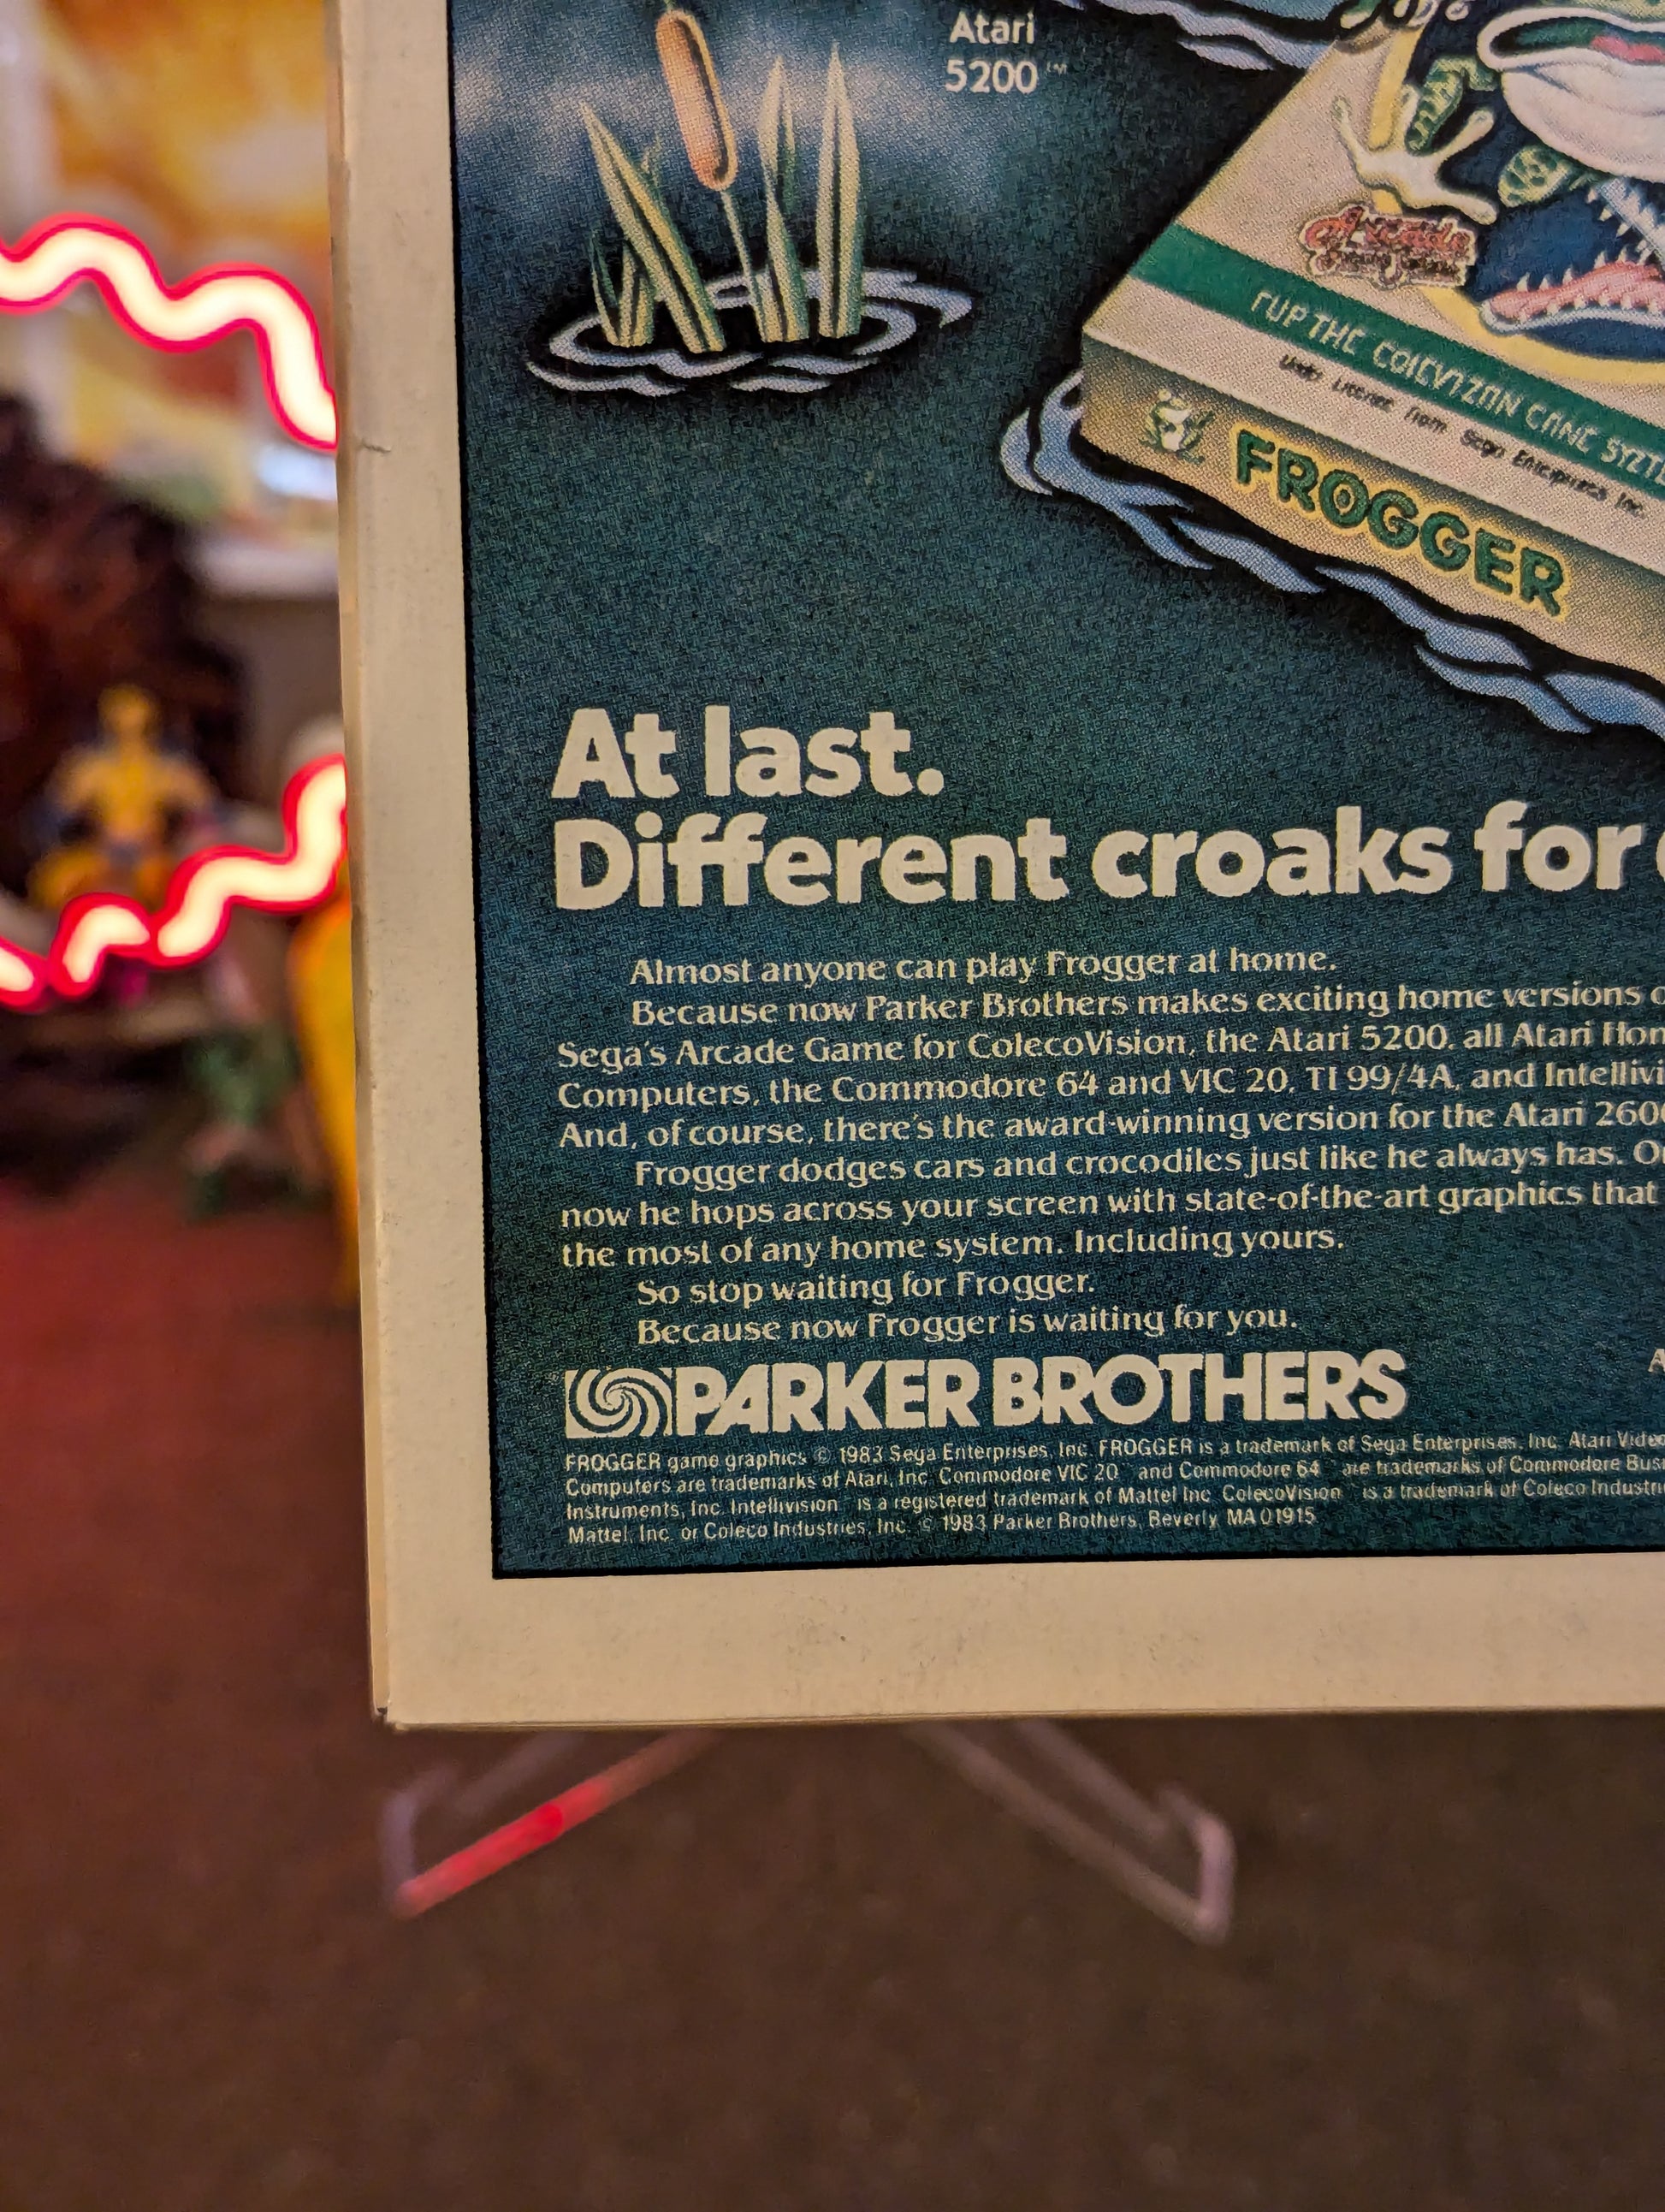 Atari
5200™
FROGGER
At last.
Different croaks for
Almost anyone can play Frogger at home.
Because now Parker Brothers makes exciting home versions
Sega's Arcade Game for ColecoVision, the Atari 5200, all Atari
Computers, the Commodore 64 and VIC 20, TI 99/4A, and
And, of course, there's the award-winning version for the Atari
Frogger dodges cars and crocodiles just like he always has.
now he hops across your screen with state-of-the-art graphics that
the most of any home system. Including yours.
So stop waiting for Frogger.
Because now Frogger is waiting for you.
PARKER BROTHERS
FROGGER game graphics © 1983 Sega Enterprises, Inc. FROGGER is a trademark of Sega Enterprises, Inc. Atari
Computers are trademarks of Atari, Inc. Commodore VIC 20™ and Commodore 64™ are trademarks of Commodore
Instruments, Inc. Intellivision™ is a registered trademark of Mattel Inc. ColecoVision™ is a trademark of Coleco
Mattel, Inc. or Coleco Industries, Inc. © 1983 Parker Brothers, Beverly, MA 01915